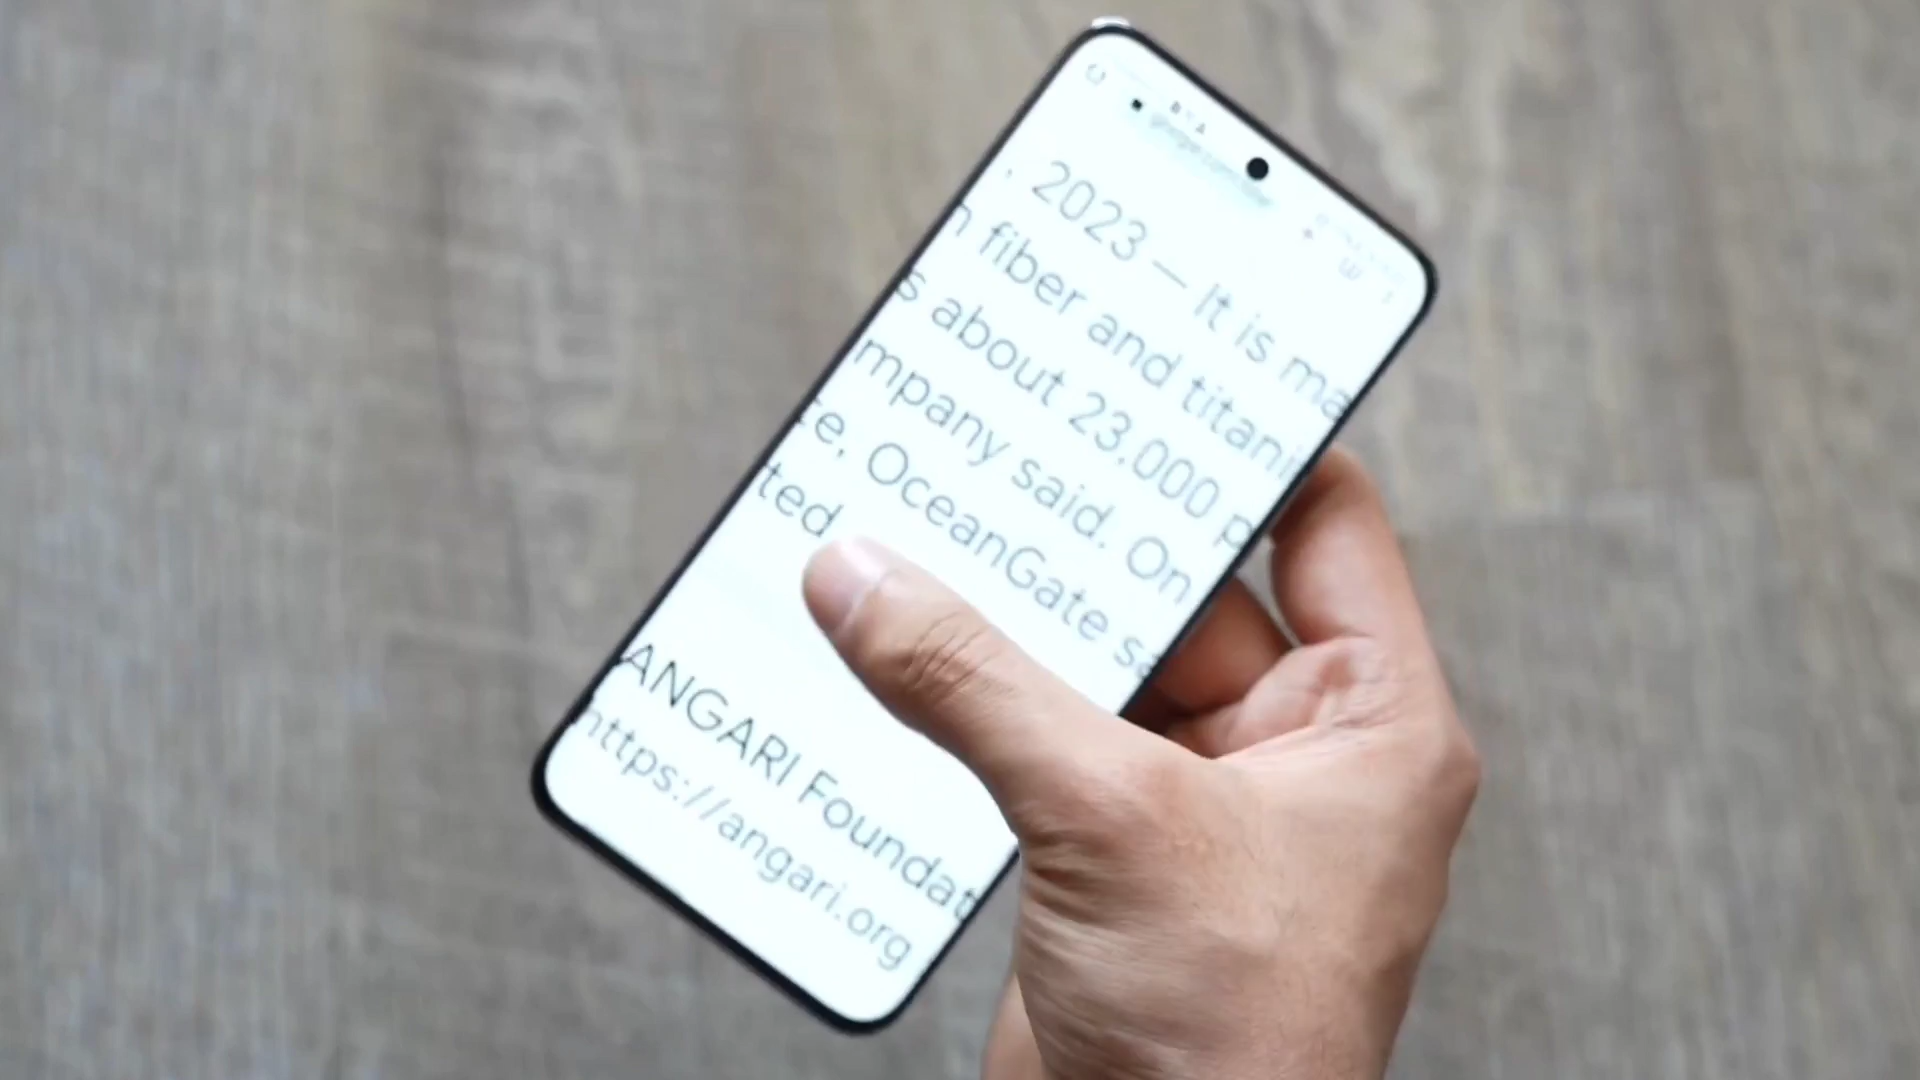 2023 — It is ma
n fiber and titani
s about 23,000 p
mpany said. On
te, OceanGate sa
ted
ANGARI Foundat
https://angari.org